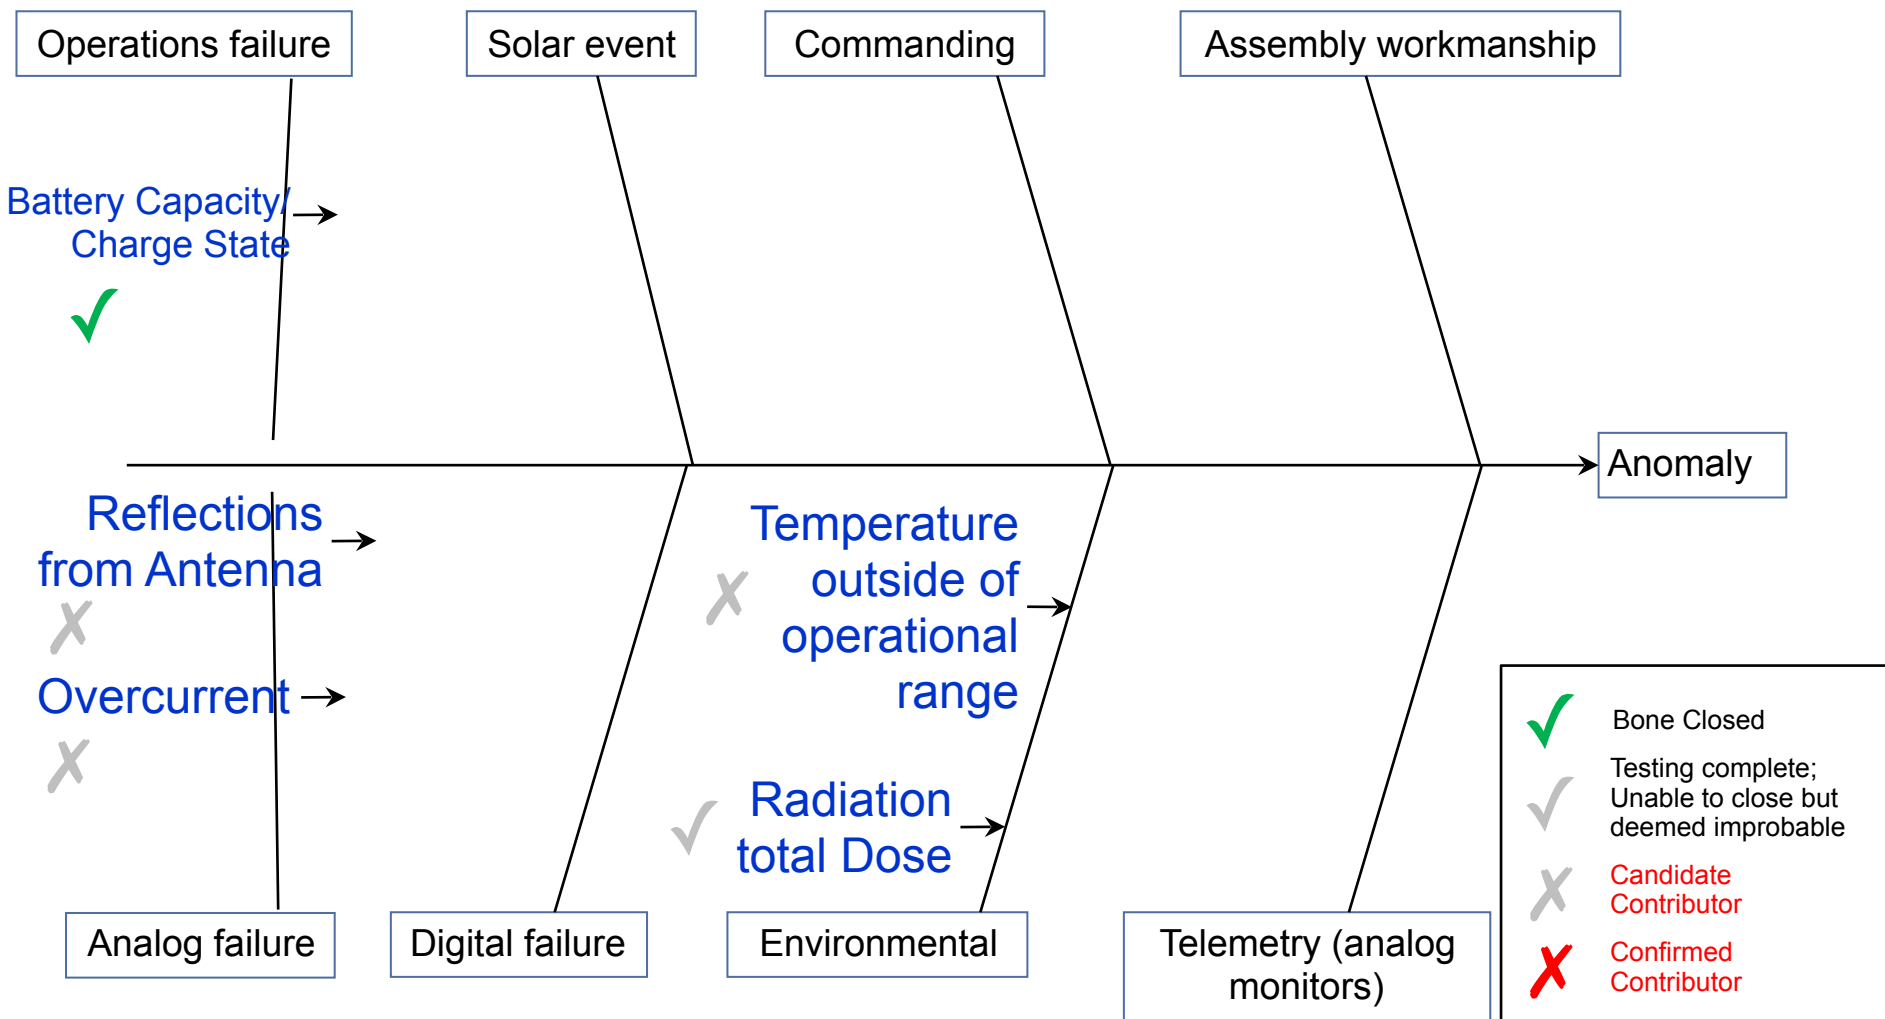 Operations failure
Solar event
Commanding
Assembly workmanship
Battery Capacity/
Charge State
Anomaly
Reflections
from Antenna
Overcurrent
Temperature
outside of
operational
range
Radiation
total Dose
Analog failure
Digital failure
Environmental
Telemetry (analog
monitors)
Bone Closed
Testing complete;
Unable to close but
deemed improbable
Candidate
Contributor
Confirmed
Contributor